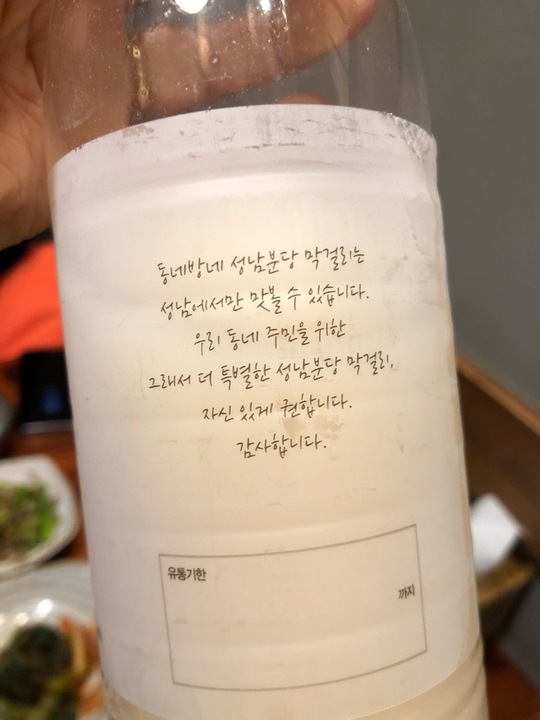 동네방네 성남분당 막걸리는
성남에서만 맛볼 수 있습니다.
우리 동네 주민을 위한
그래서 더 특별한 성남분당 막걸리,
자신 있게 권합니다.
감사합니다.
유통기한
까지